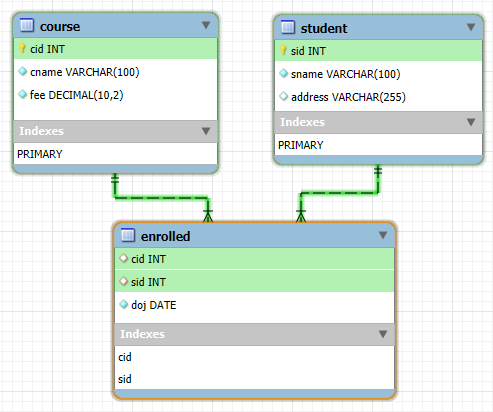 course
cid INT
cname VARCHAR(100)
fee DECIMAL(10,2)
Indexes
PRIMARY
student
sid INT
sname VARCHAR(100)
address VARCHAR(255)
Indexes
PRIMARY
enrolled
cid INT
sid INT
doj DATE
Indexes
cid
sid